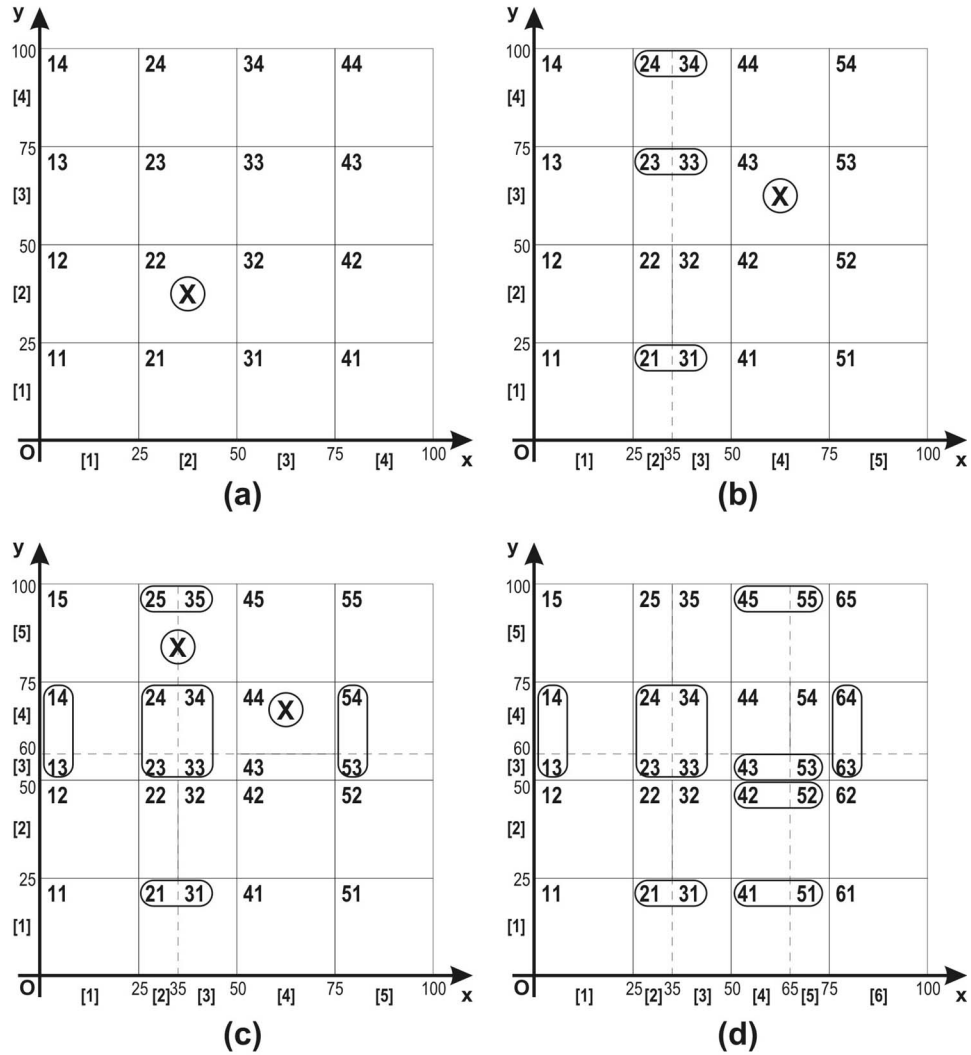 y y
100 14 24 34 44 100 14 24 34 44 54
[4] [4]
75 13 23 33 43 75 13 23 33 43 53
[3] [3] X
50 12 22 32 42 50 12 22 32 42 52
[2] X [2]
25 11 21 31 41 25 11 21 31 41 51
[1] [1]
O [1] 25 [2] 50 [3] 75 [4] 100 x O [1] 25 [2] 35 [3] 50 [4] 75 [5] 100 x
(a) (b)
y y
100 15 25 35 45 55 100 15 25 35 45 55 65
[5] X [5]
75 14 24 34 44 54 75 14 24 34 44 54 64
[4] X [4]
60 60
[3] 13 23 33 43 53 [3] 13 23 33 43 53 63
50 12 22 32 42 52 50 12 22 32 42 52 62
[2] [2]
25 11 21 31 41 51 25 11 21 31 41 51 61
[1] [1]
O [1] 25 [2] 35 [3] 50 [4] 75 [5] 100 x O [1] 25 [2] 35 [3] 50 [4] 65 [5] 75 [6] 100 x
(c) (d)